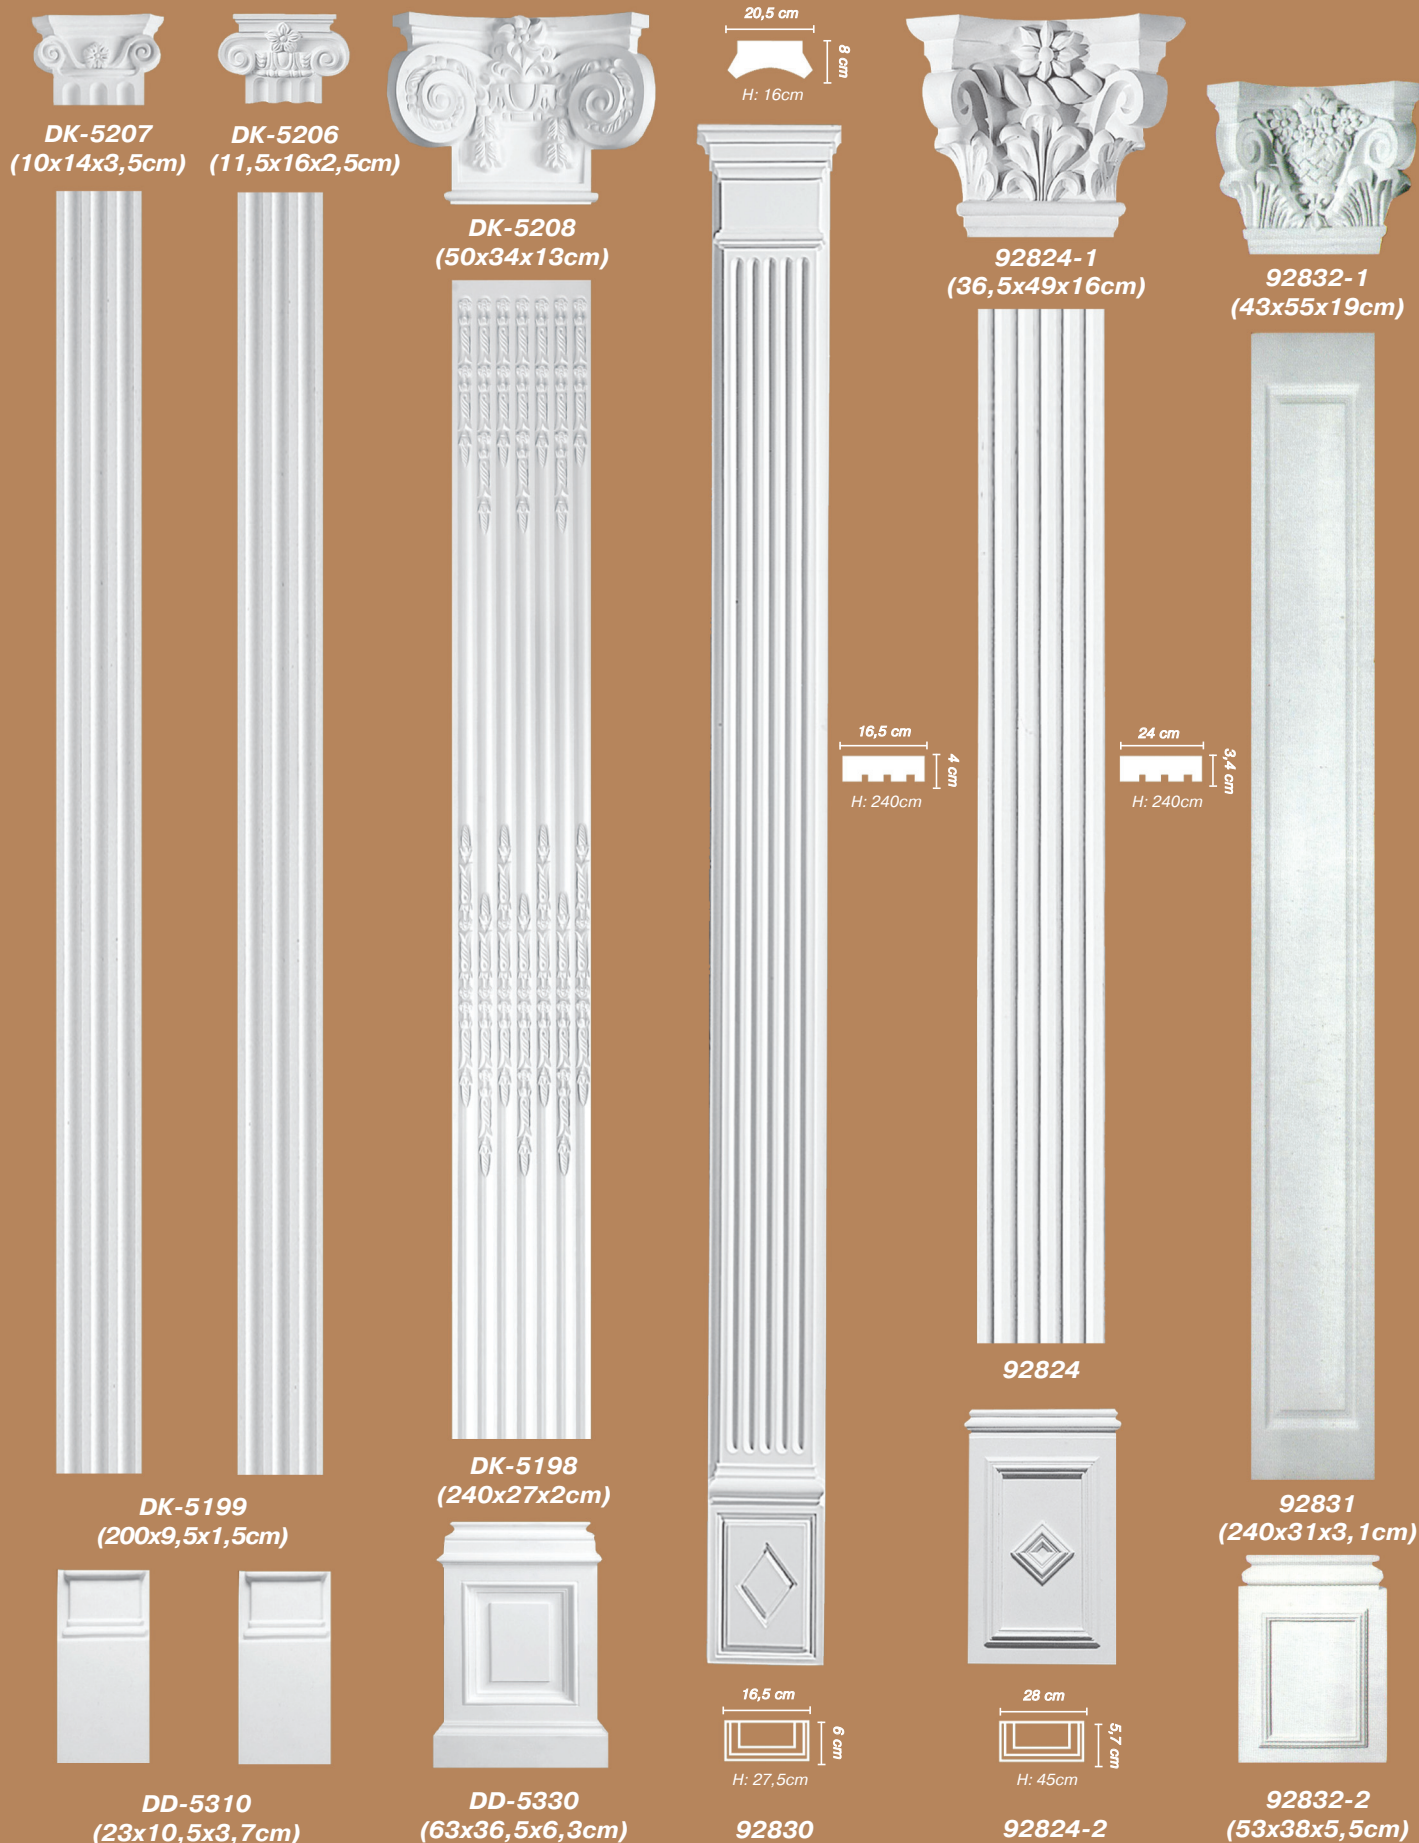 DK-5207
(10x14x3,5cm)
DK-5206
(11,5x16x2,5cm)
DK-5208
(50x34x13cm)
20,5 cm
8 cm
H: 16cm
92824-1
(36,5x49x16cm)
92832-1
(43x55x19cm)
16,5 cm
4 cm
H: 240cm
24 cm
3,4 cm
H: 240cm
92824
DK-5199
(200x9,5x1,5cm)
DK-5198
(240x27x2cm)
92831
(240x31x3,1cm)
16,5 cm
6 cm
H: 27,5cm
28 cm
5,7 cm
H: 45cm
DD-5310
(23x10,5x3,7cm)
DD-5330
(63x36,5x6,3cm)
92830
92824-2
92832-2
(53x38x5,5cm)